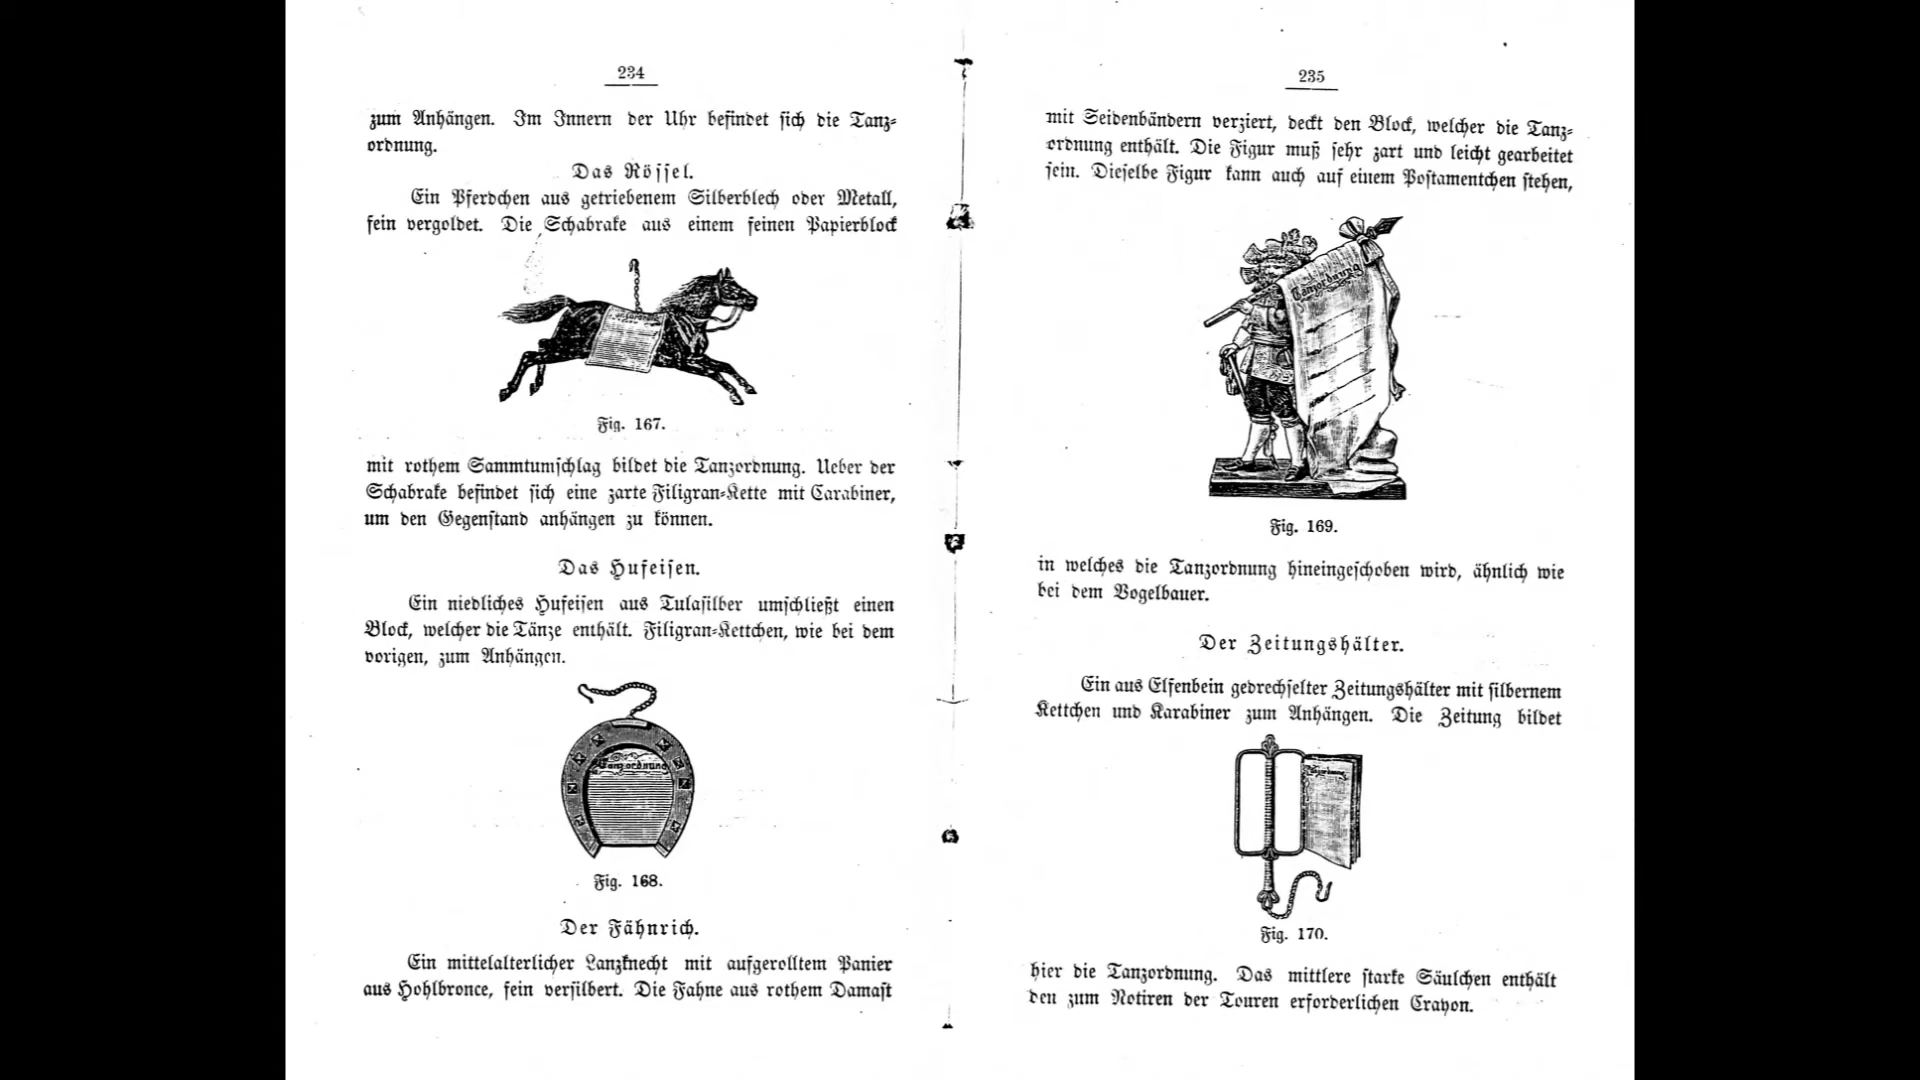 234
zum Anhängen. Im Innern der Uhr befindet sich die Tanz-
ordnung.
Das Rössel.
Ein Pferdchen aus getriebenem Silberblech oder Metall,
fein vergoldet. Die Schabrake aus einem feinen Papierblock
Fig. 167.
mit rothem Sammtumschlag bildet die Tanzordnung. Ueber der
Schabrake befindet sich eine zarte Filigran-Kette mit Carabiner,
um den Gegenstand anhängen zu können.
Das Hufeisen.
Ein niedliches Hufeisen aus Tulasilber umschließt einen
Block, welcher die Tänze enthält. Filigran-Kettchen, wie bei dem
vorigen, zum Anhängen.
Tanzordnung
Fig. 168.
Der Fähnrich.
Ein mittelalterlicher Lanzknecht mit aufgerolltem Panier
aus Hohlbronce, fein versilbert. Die Fahne aus rothem Damast
235
mit Seidenbändern verziert, deckt den Block, welcher die Tanz-
ordnung enthält. Die Figur muß sehr zart und leicht gearbeitet
sein. Dieselbe Figur kann auch auf einem Postamentchen stehen,
Tanzordnung
Fig. 169.
in welches die Tanzordnung hineingeschoben wird, ähnlich wie
bei dem Vogelbauer.
Der Zeitungshälter.
Ein aus Elfenbein gedrechselter Zeitungshälter mit silbernem
Kettchen und Karabiner zum Anhängen. Die Zeitung bildet
Fig. 170.
hier die Tanzordnung. Das mittlere starke Säulchen enthält
den zum Notiren der Touren erforderlichen Crayon.